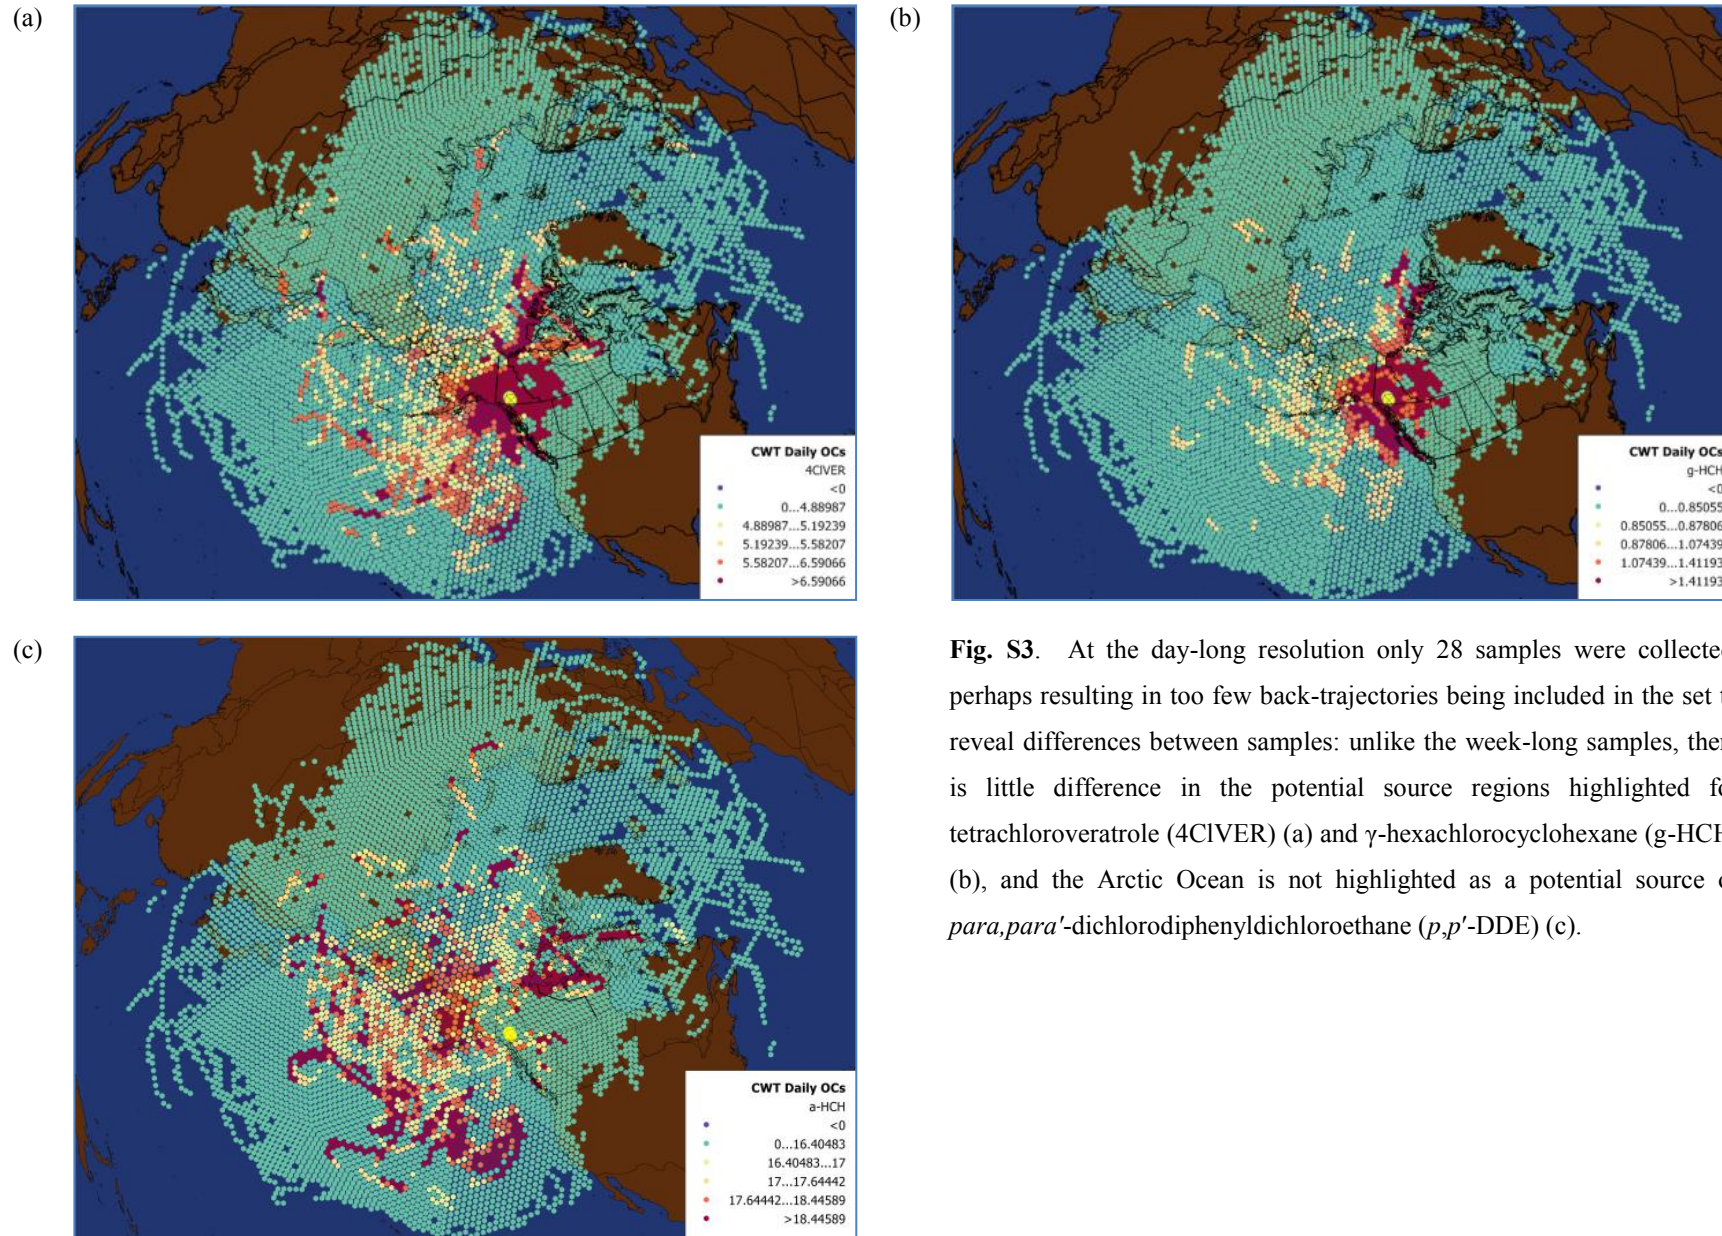 (a)
CWT Daily OCs
4ClVER
<0
0...4.88987
4.88987...5.19239
5.19239...5.58207
5.58207...6.59066
>6.59066
(b)
CWT Daily OCs
g-HCH
<0
0...0.85055
0.85055...0.87806
0.87806...1.07439
1.07439...1.41193
>1.41193
(c)
CWT Daily OCs
a-HCH
<0
0...16.40483
16.40483...17
17...17.64442
17.64442...18.44589
>18.44589
Fig. S3. At the day-long resolution only 28 samples were collected
perhaps resulting in too few back-trajectories being included in the set t
reveal differences between samples: unlike the week-long samples, ther
is little difference in the potential source regions highlighted fo
tetrachloroveratrole (4ClVER) (a) and γ-hexachlorocyclohexane (g-HCH
(b), and the Arctic Ocean is not highlighted as a potential source o
para,para′-dichlorodiphenyldichloroethane (p,p′-DDE) (c).